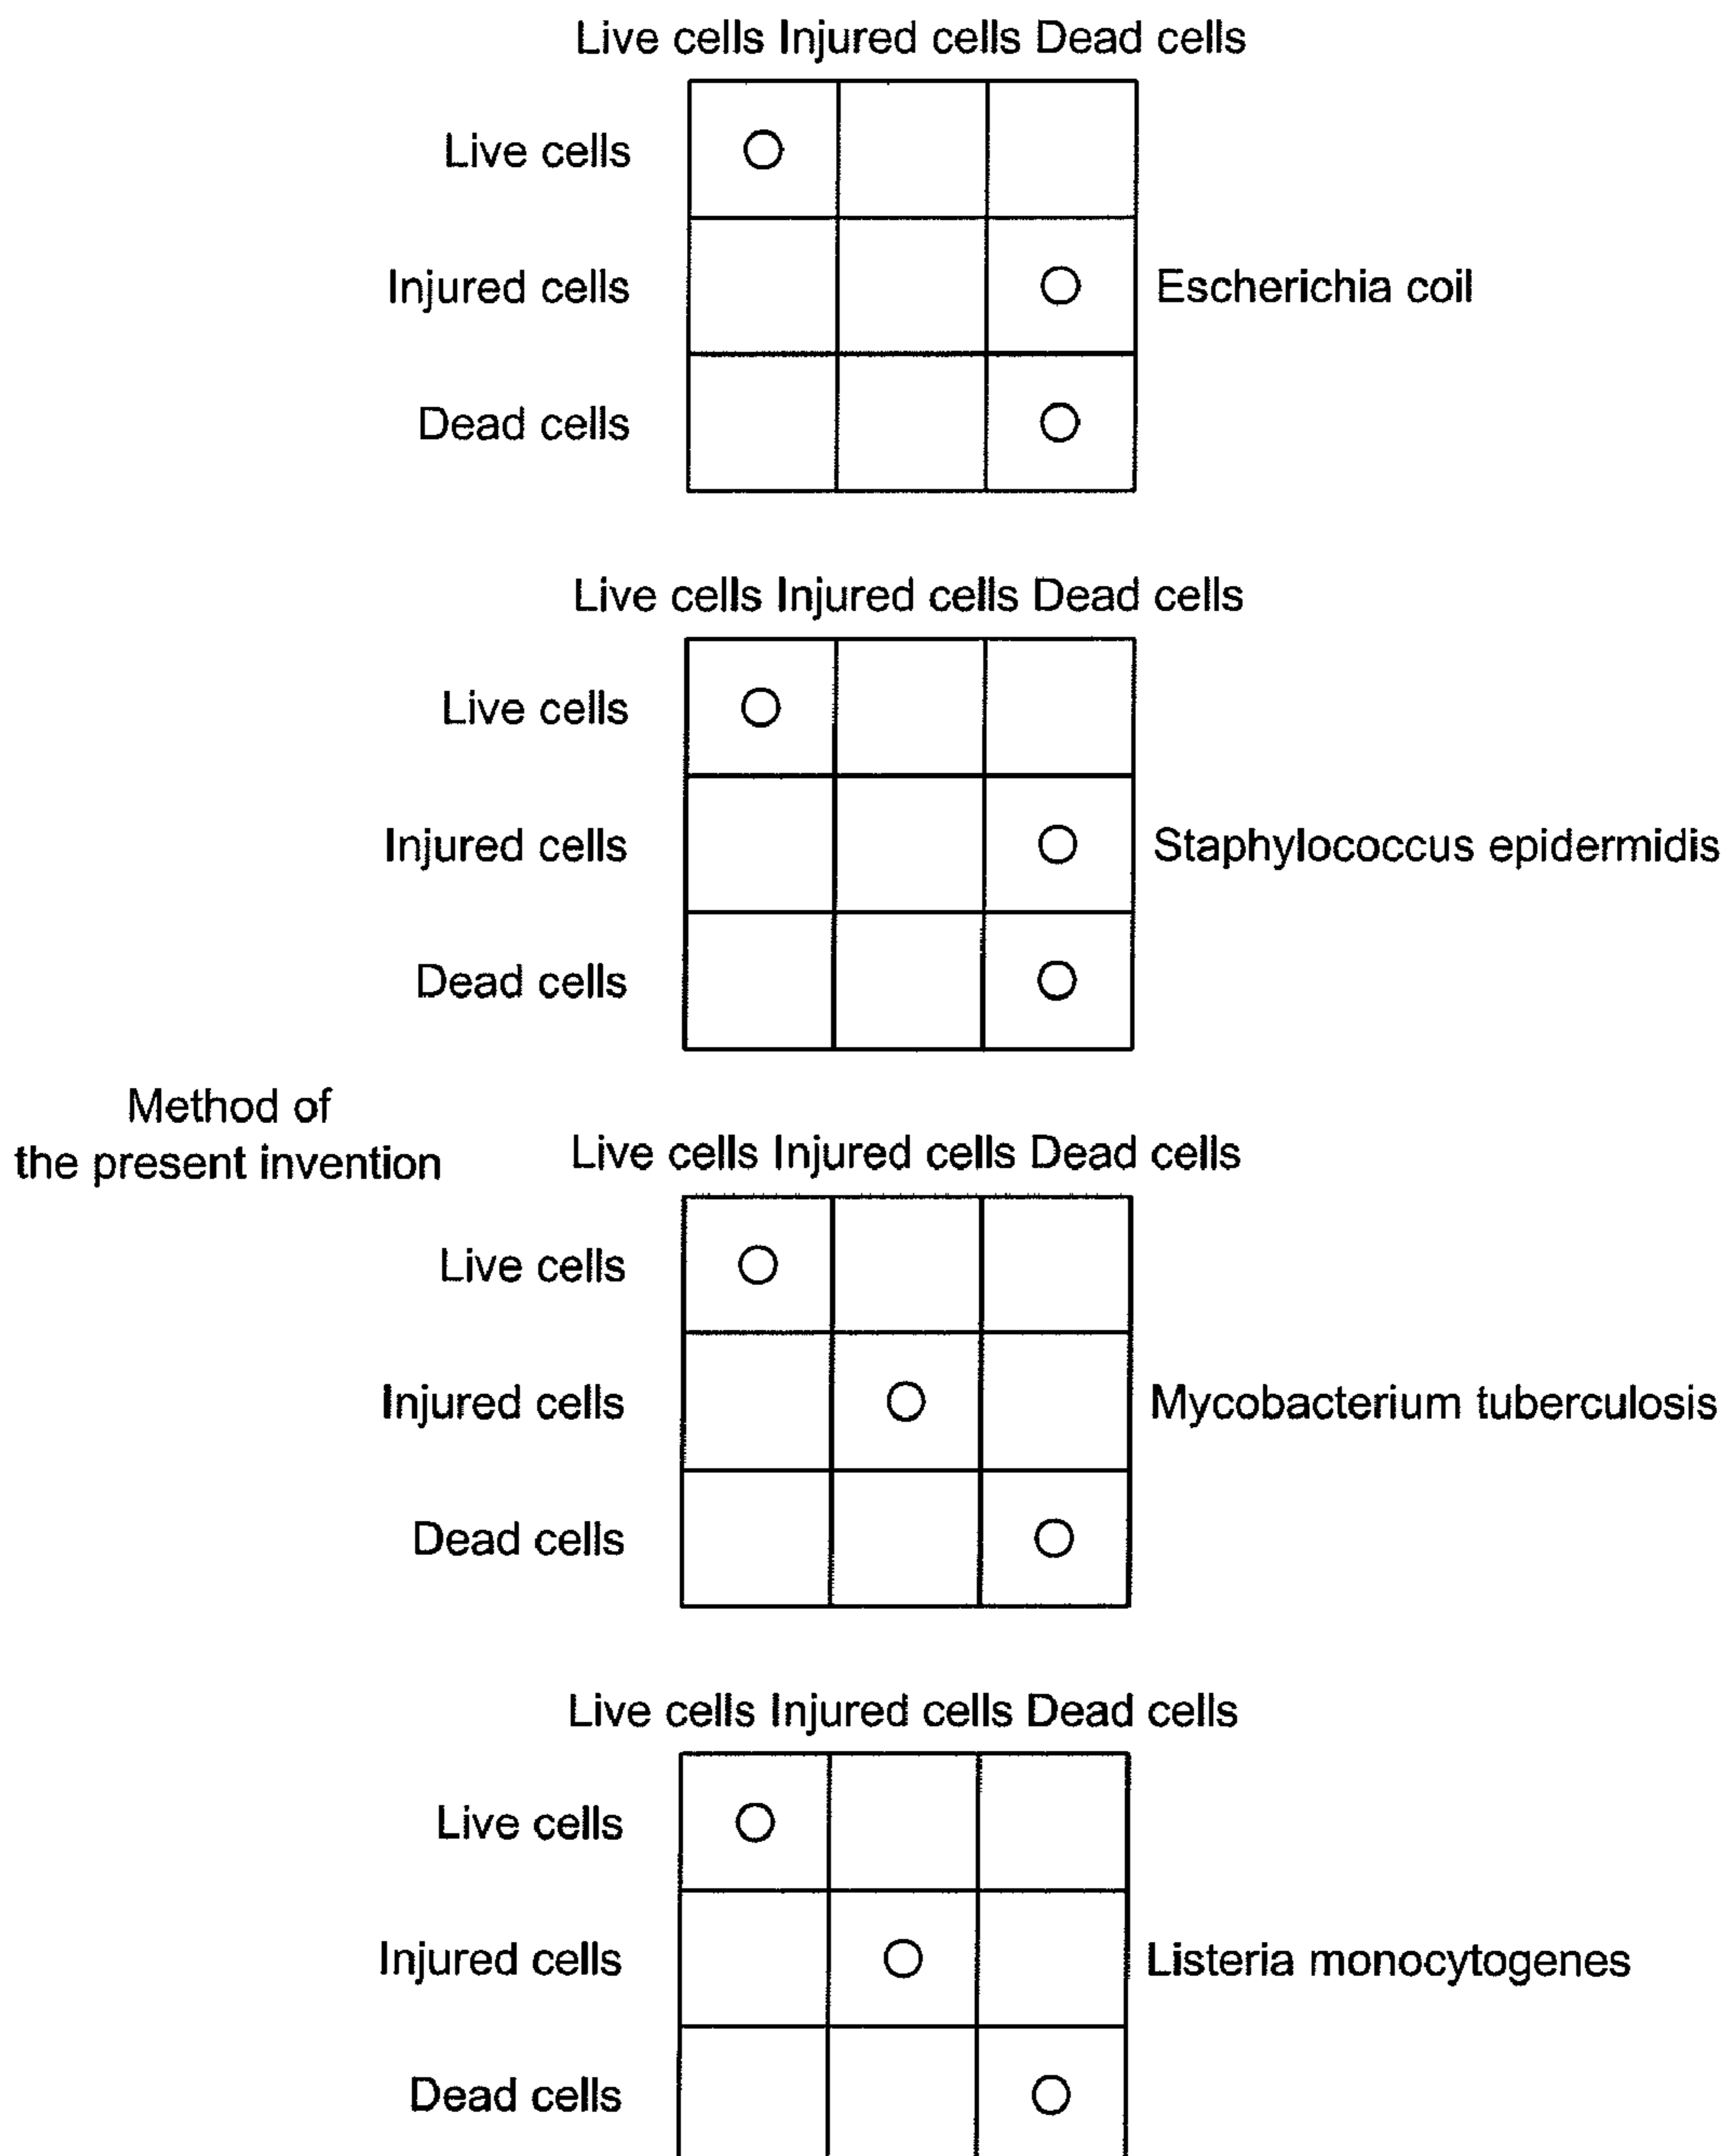 Live cells Injured cells Dead cells
Live cells
Injured cells
Escherichia coil
Dead cells
Live cells Injured cells Dead cells
Live cells
Injured cells
Staphylococcus epidermidis
Dead cells
Method of
the present invention
Live cells Injured cells Dead cells
Live cells
Injured cells
Mycobacterium tuberculosis
Dead cells
Live cells Injured cells Dead cells
Live cells
Injured cells
Listeria monocytogenes
Dead cells